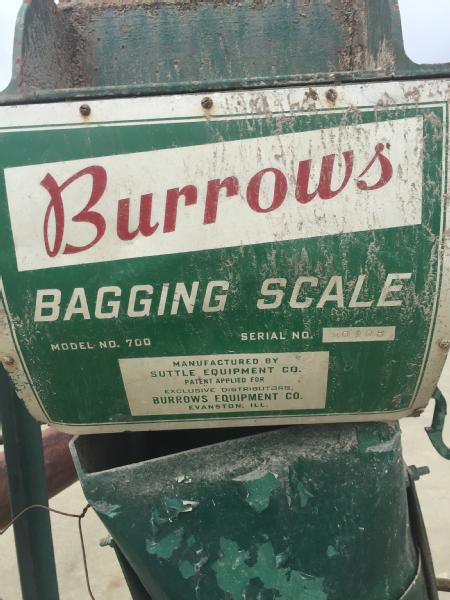 Burrows
BAGGING SCALE
MODEL NO. 700 SERIAL NO.
MANUFACTURED BY
SUTTLE EQUIPMENT CO.
PATENT APPLIED FOR
EXCLUSIVE DISTRIBUTORS,
BURROWS EQUIPMENT CO.
EVANSTON, ILL.